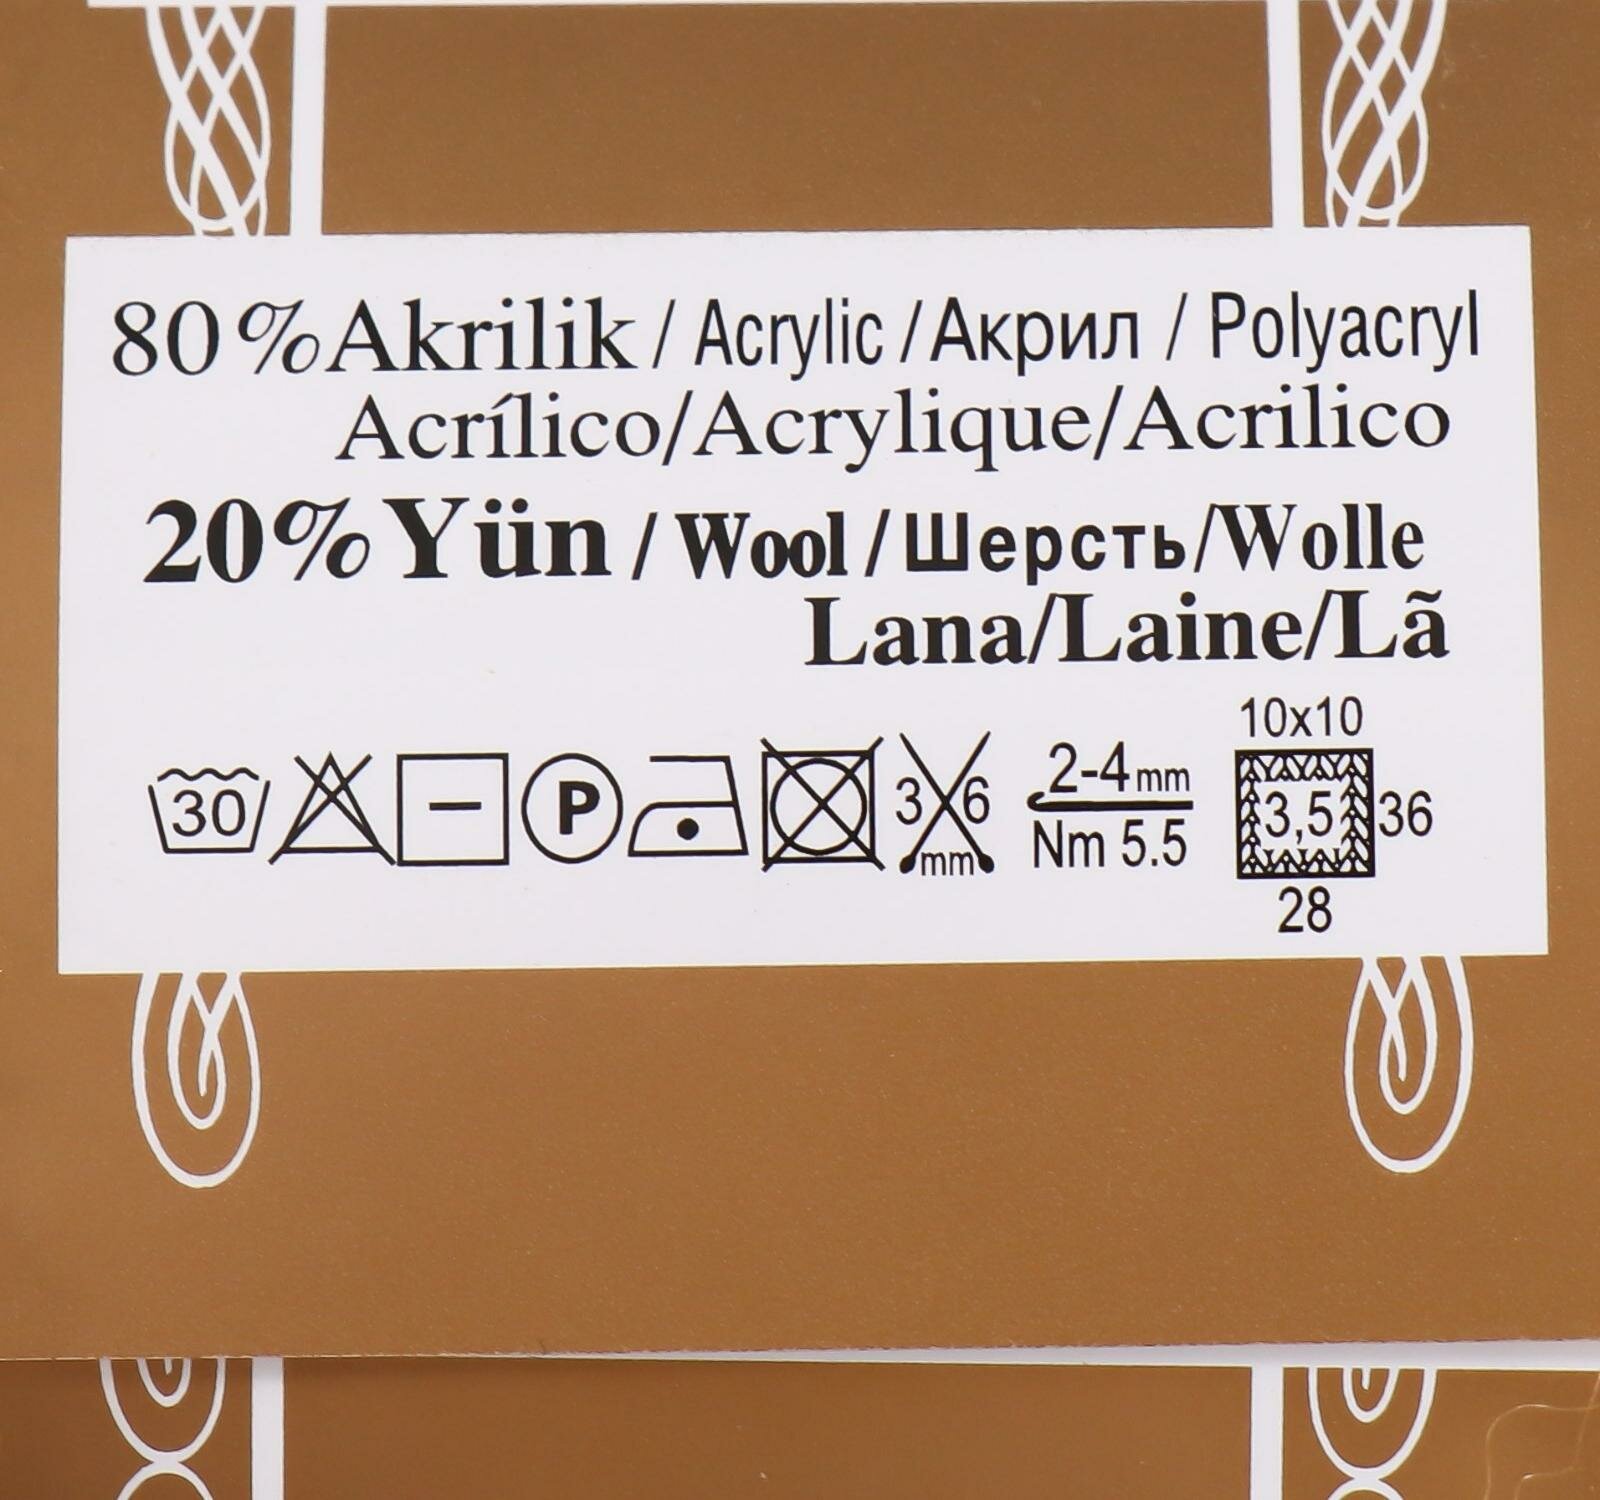 80%Akrilik / Acrylic / Акрил / Polyacryl
Acrílico/Acrylique/Acrilico
20%Yün / Wool / Шерсть/Wolle
Lana/Laine/Lã
10x10
30 P 3 6 mm 2-4mm 3,5 36
Nm 5.5
28